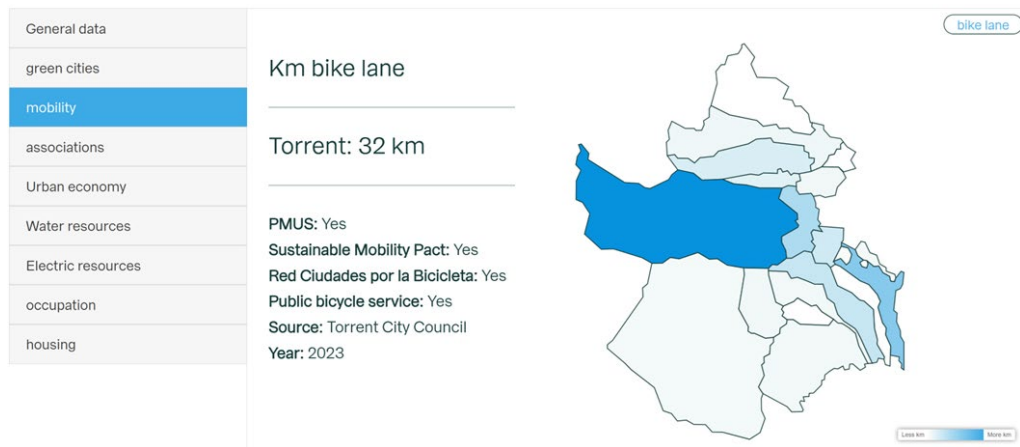 General data
green cities
mobility
associations
Urban economy
Water resources
Electric resources
occupation
housing
Km bike lane
Torrent: 32 km
PMUS: Yes
Sustainable Mobility Pact: Yes
Red Ciudades por la Bicicleta: Yes
Public bicycle service: Yes
Source: Torrent City Council
Year: 2023
bike lane
Less km
More km